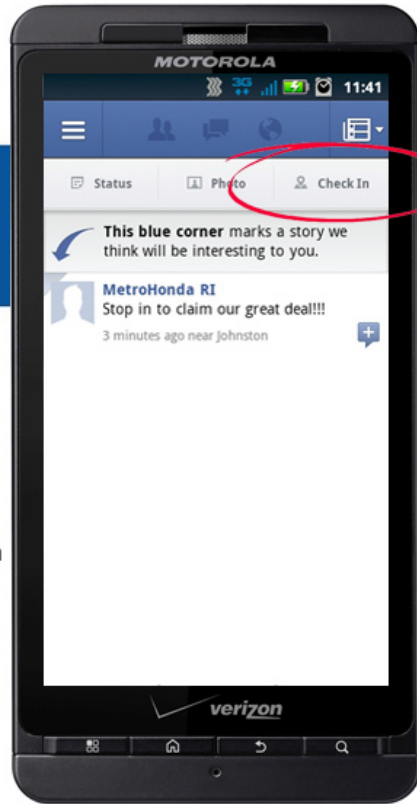 MOTOROLA
3G 11:41
Status Photo Check In
This blue corner marks a story we
think will be interesting to you.
MetroHonda RI
Stop in to claim our great deal!!!
3 minutes ago near Johnston
verizon